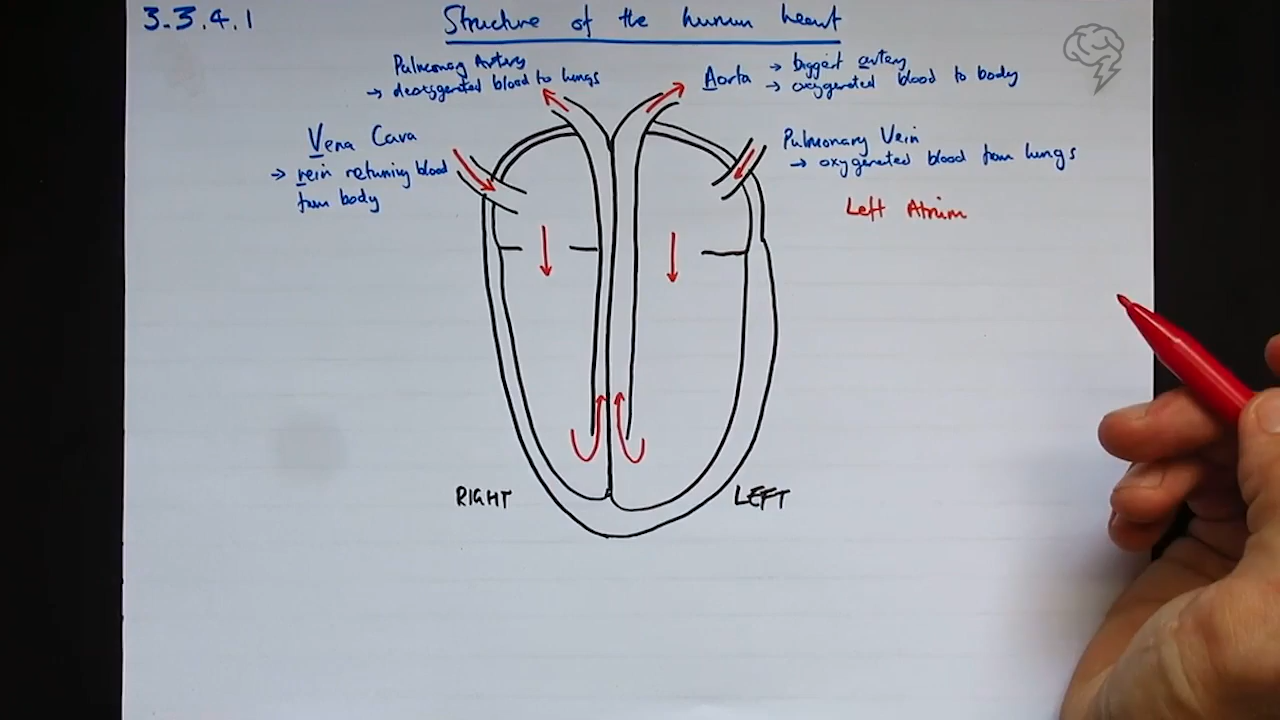 3.3.4.1
Structure of the human heart
Pulmonary Artery
→ deoxygenated blood to lungs
Aorta → biggest artery
→ oxygenated blood to body
Vena Cava
→ vein returning blood
from body
Pulmonary Vein
→ oxygenated blood from lungs
Left Atrium
RIGHT
LEFT